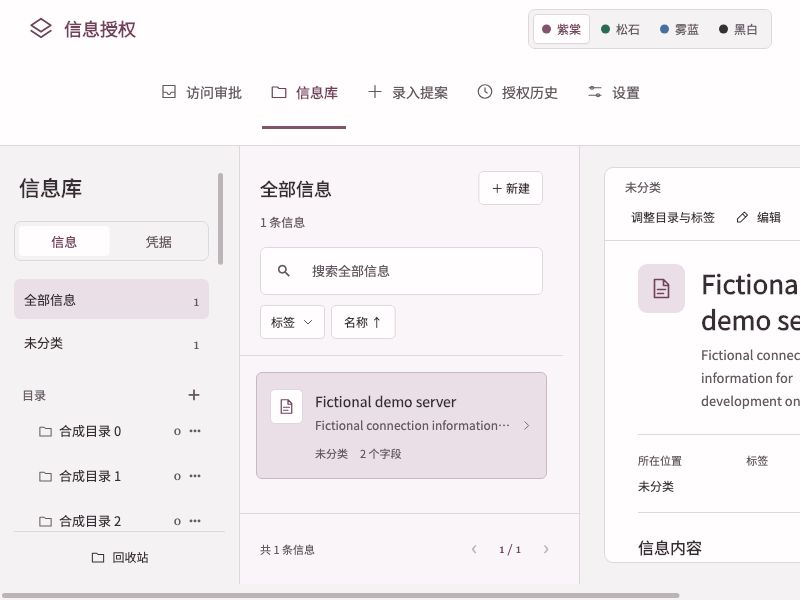 信息授权
紫棠
松石
雾蓝
黑白
访问审批
信息库
录入提案
授权历史
设置
信息库
信息
凭据
全部信息 1
未分类 1
目录
合成目录 0 0
合成目录 1 0
合成目录 2 0
回收站
全部信息
新建
1 条信息
搜索全部信息
标签
名称 ↑
Fictional demo server
Fictional connection information…
未分类 2 个字段
共 1 条信息
1 / 1
未分类
调整目录与标签
编辑
Fictiona
demo se
Fictional connec
information for
development on
所在位置
标签
未分类
信息内容